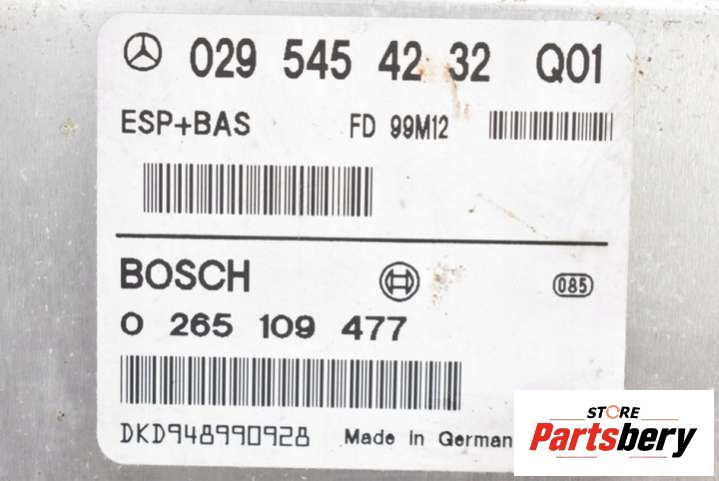 029 545 42 32 Q01
ESP+BAS FD 99M12
BOSCH 085
0 265 109 477
DKD948990928 Made in German
STORE
Partsbery